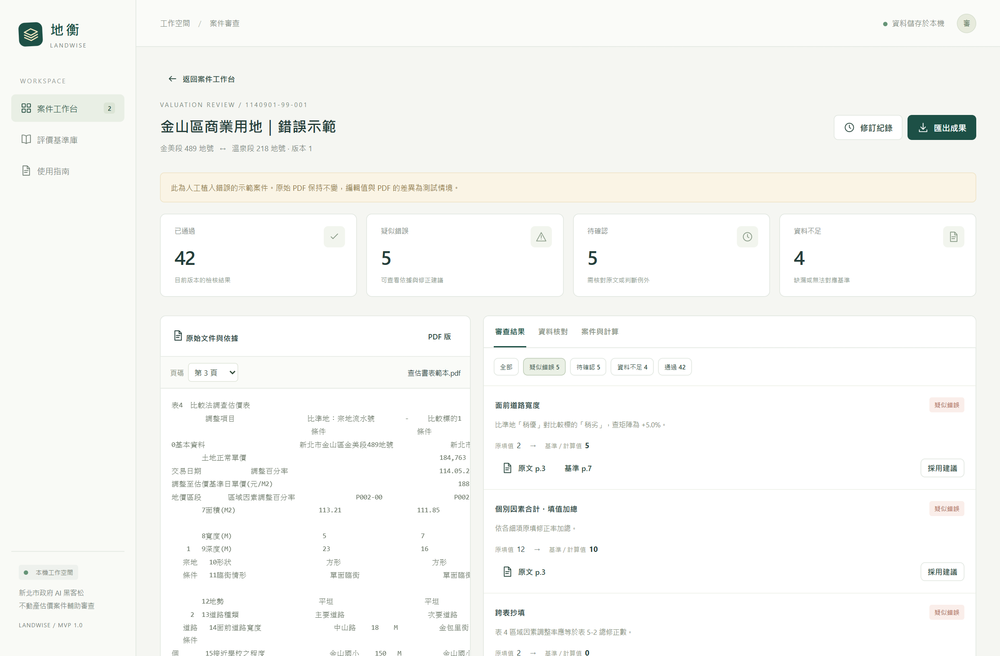 地衡
LANDWISE
WORKSPACE
案件工作台 2
評價基準庫
使用指南
本機工作空間
新北市政府 AI 黑客松
不動產估價案件輔助審查
LANDWISE / MVP 1.0
工作空間 / 案件審查
資料儲存於本機 審
← 返回案件工作台
VALUATION REVIEW / 1140901-99-001
金山區商業用地｜錯誤示範
金美段 489 地號 ↔ 溫泉段 218 地號 · 版本 1
修訂紀錄
匯出成果
此為人工植入錯誤的示範案件。原始 PDF 保持不變，編輯值與 PDF 的差異為測試情境。
已通過
42
目前版本的檢核結果
疑似錯誤
5
可查看依據與修正建議
待確認
5
需核對原文或判斷例外
資料不足
4
缺漏或無法對應基準
原始文件與依據 PDF 版
頁碼 第 3 頁 查估書表範本.pdf
表4 比較法調查估價表
調整項目 比準地：宗地流水號 - 比較標的1
條件 條件
0基本資料 新北市金山區金美段489地號 新北市
土地正常單價 184,763
交易日期 調整百分率 114.05.2
調整至估價基準日單價(元/M2) 188
地價區段 區域因素調整百分率 P002-00 P002
7面積(M2) 113.21 111.85
8寬度(M) 5 7
1 9深度(M) 23 16
宗地 10形狀 方形 方形
條件 11臨街情形 單面臨街 單面臨街
12地勢 平坦 平坦
2 13道路種類 主要道路 次要道路
道路 14面前道路寬度 中山路 18 M 金包里街
條件
個 15接近學校之程度 金山國小 150 M 金山國小
審查結果 資料核對 案件與計算
全部 疑似錯誤 5 待確認 5 資料不足 4 通過 42
面前道路寬度 疑似錯誤
比準地「稍優」對比較標的「稍劣」，查矩陣為 +5.0%。
原填值 2 → 基準 / 計算值 5
原文 p.3 基準 p.7 採用建議
個別因素合計 · 填值加總 疑似錯誤
依各細項原填修正率加總。
原填值 12 → 基準 / 計算值 10
原文 p.3 採用建議
跨表抄填 疑似錯誤
表 4 區域因素調整率應等於表 5-2 總修正數。
原填值 2 → 基準 / 計算值 0